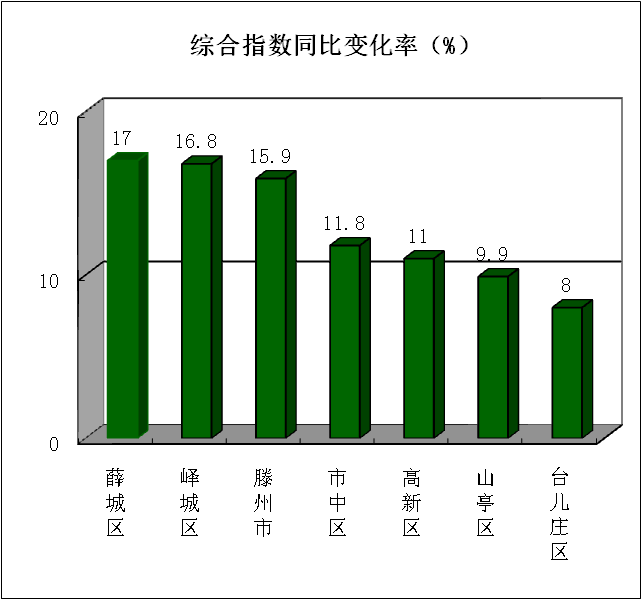 综合指数同比变化率（%）
20
10
0
17
16.8
15.9
11.8
11
9.9
8
薛城区
峄城区
滕州市
市中区
高新区
山亭区
台儿庄区